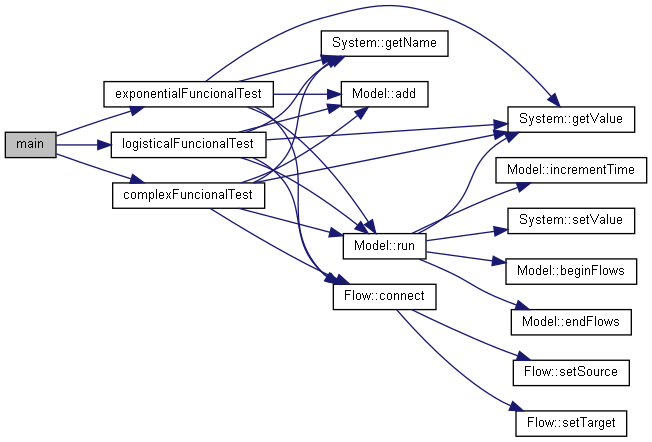 main
exponentialFuncionalTest
logisticalFuncionalTest
complexFuncionalTest
System::getName
Model::add
Model::run
Flow::connect
System::getValue
Model::incrementTime
System::setValue
Model::beginFlows
Model::endFlows
Flow::setSource
Flow::setTarget